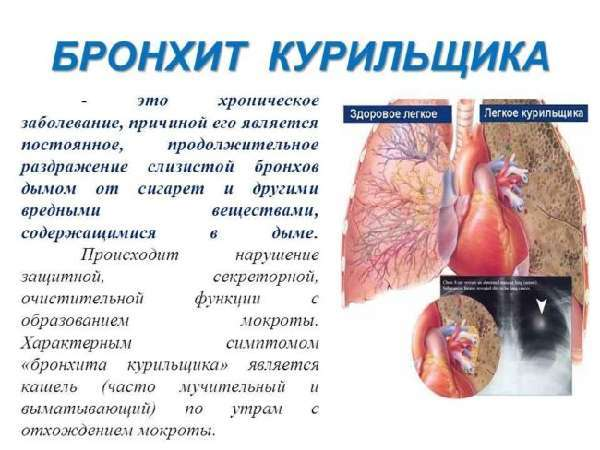 БРОНХИТ КУРИЛЬЩИКА
- это хроническое
заболевание, причиной его является
постоянное, продолжительное
раздражение слизистой бронхов
дымом от сигарет и другими
вредными веществами,
содержащимися в дыме.
Происходит нарушение
защитной, секреторной,
очистительной функции с
образованием мокроты.
Характерным симптомом
«бронхита курильщика» является
кашель (часто мучительный и
выматывающий) по утрам с
отхождением мокроты.
Здоровое легкое
Легкое курильщика